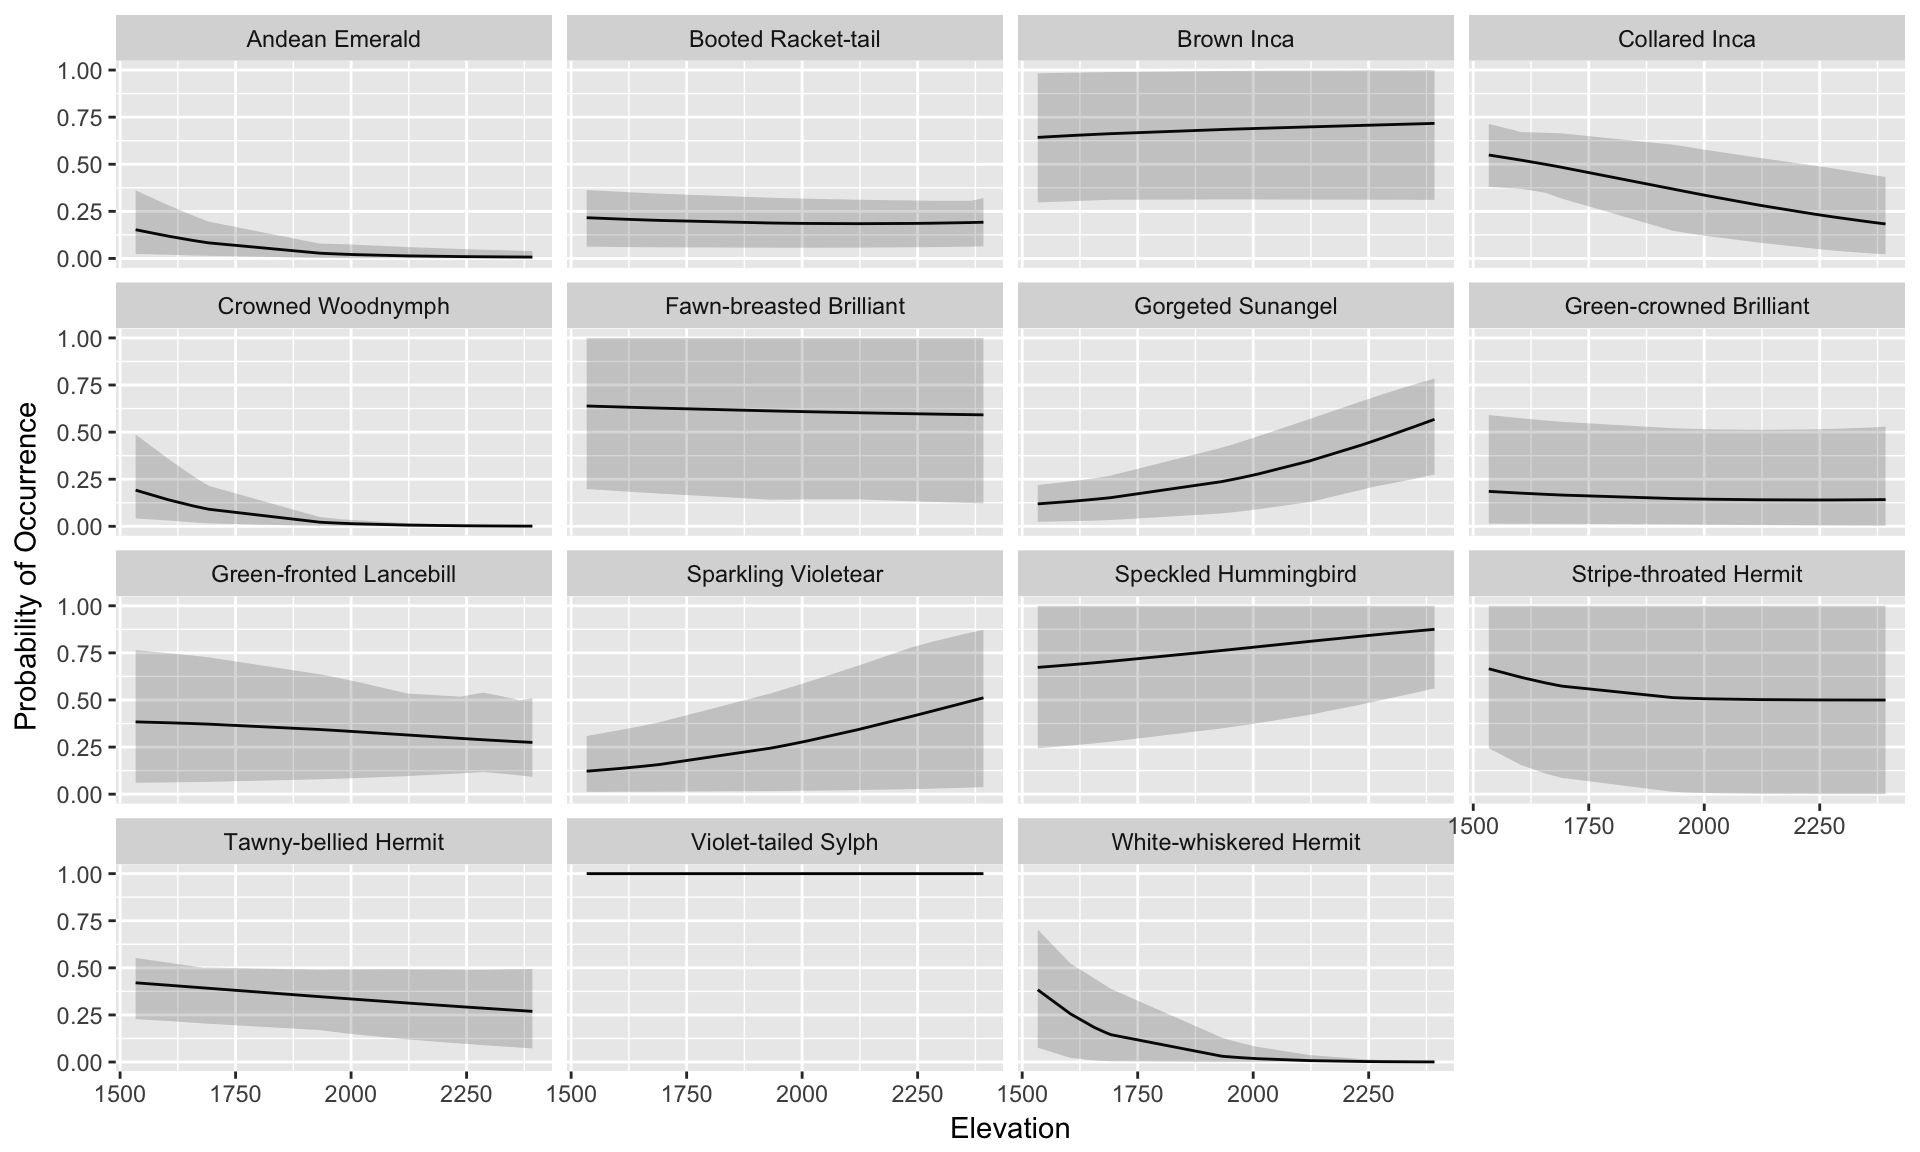 Andean Emerald
Booted Racket-tail
Brown Inca
Collared Inca
1.00
0.75
0.50
0.25
0.00
Crowned Woodnymph
Fawn-breasted Brilliant
Gorgeted Sunangel
Green-crowned Brilliant
1.00
0.75
0.50
0.25
0.00
Probability of Occurrence
Green-fronted Lancebill
Sparkling Violetear
Speckled Hummingbird
Stripe-throated Hermit
1.00
0.75
0.50
0.25
0.00
1500 1750 2000 2250
Tawny-bellied Hermit
Violet-tailed Sylph
White-whiskered Hermit
1.00
0.75
0.50
0.25
0.00
1500 1750 2000 2250
1500 1750 2000 2250
1500 1750 2000 2250
Elevation